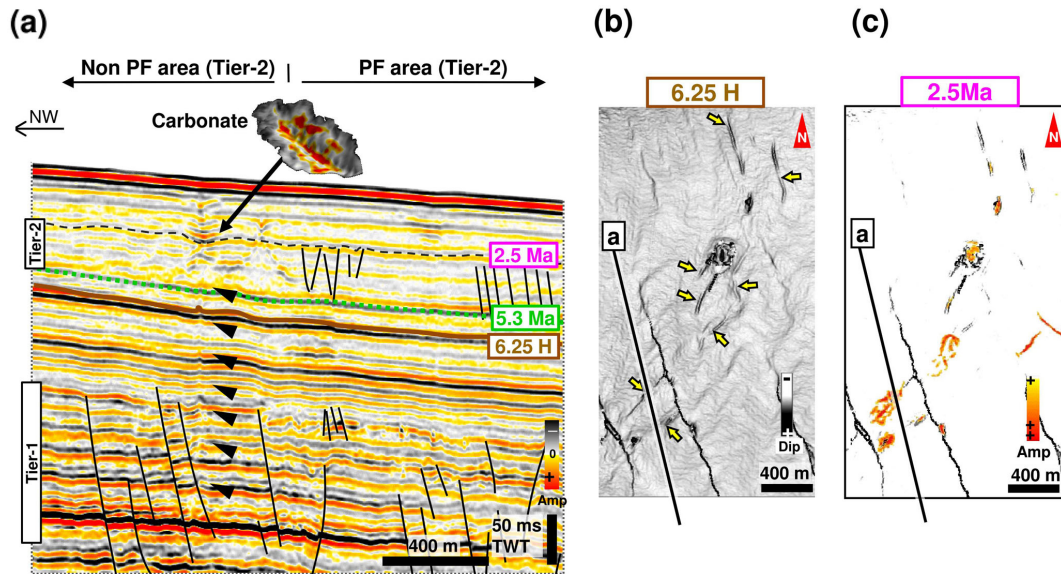 (a)
Non PF area (Tier-2) | PF area (Tier-2)
NW
Carbonate
Tier-2
2.5 Ma
5.3 Ma
6.25 H
Tier-1
-
0
+
Amp
50 ms
TWT
400 m
(b)
6.25 H
N
a
-
+
Dip
400 m
(c)
2.5Ma
N
a
+
+
+
Amp
400 m